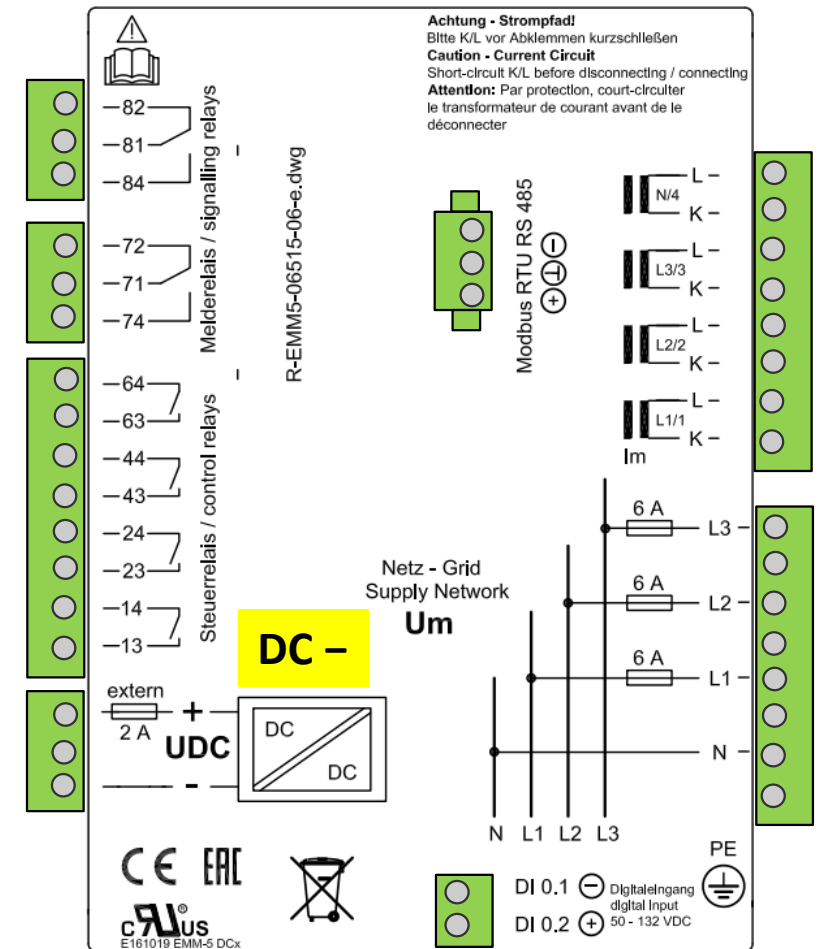 Achtung - Strompfad!
Bitte K/L vor Abklemmen kurzschließen
Caution - Current Circuit
Short-circuit K/L before disconnecting / connecting
Attention: Par protection, court-circuiter
le transformateur de courant avant de le
déconnecter
82
81
84
72
71
74
Melderelais / signalling relays
R-EMM5-06515-06-e.dwg
64
63
44
43
24
23
14
13
Steuerrelais / control relays
Modbus RTU RS 485
- T +
L -
N/4
K -
L -
L3/3
K -
L -
L2/2
K -
L -
L1/1
K -
Im
6 A L3 -
6 A L2 -
6 A L1 -
N -
Netz - Grid
Supply Network
Um
N L1 L2 L3
DC –
extern
2 A
+
UDC
-
DC
DC
CE EAC
c RU ® US
E161019 EMM-5 DCx
PE
DI 0.1 - Digitaleingang
digital Input
DI 0.2 + 50 - 132 VDC